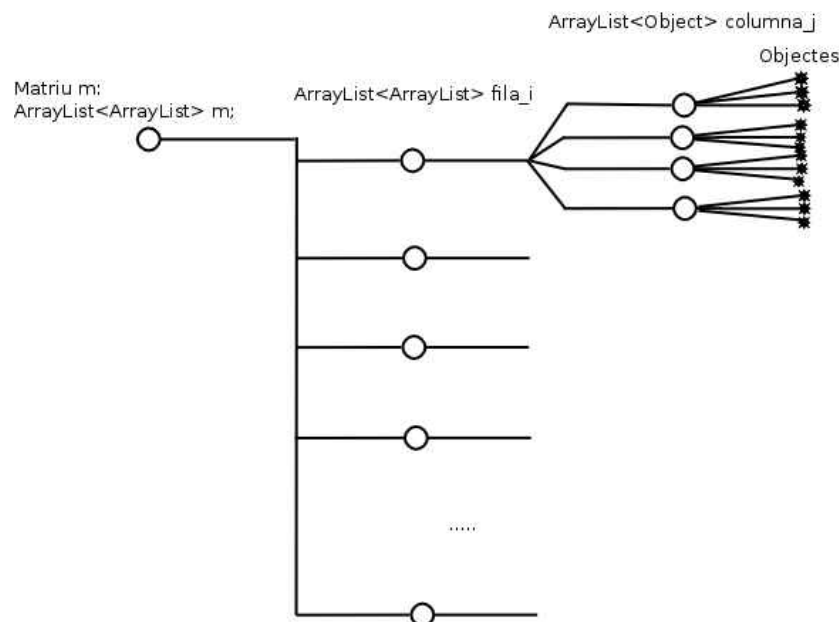 ArrayList<Object> columna_j
Objectes
Matriu m:
ArrayList<ArrayList> m;
ArrayList<ArrayList> fila_i
.....